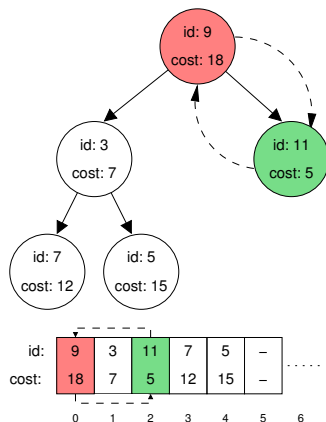 id: 9
cost: 18
id: 3
cost: 7
id: 11
cost: 5
id: 7
cost: 12
id: 5
cost: 15
id: 9 3 11 7 5 –
cost: 18 7 5 12 15 – ......
0 1 2 3 4 5 6